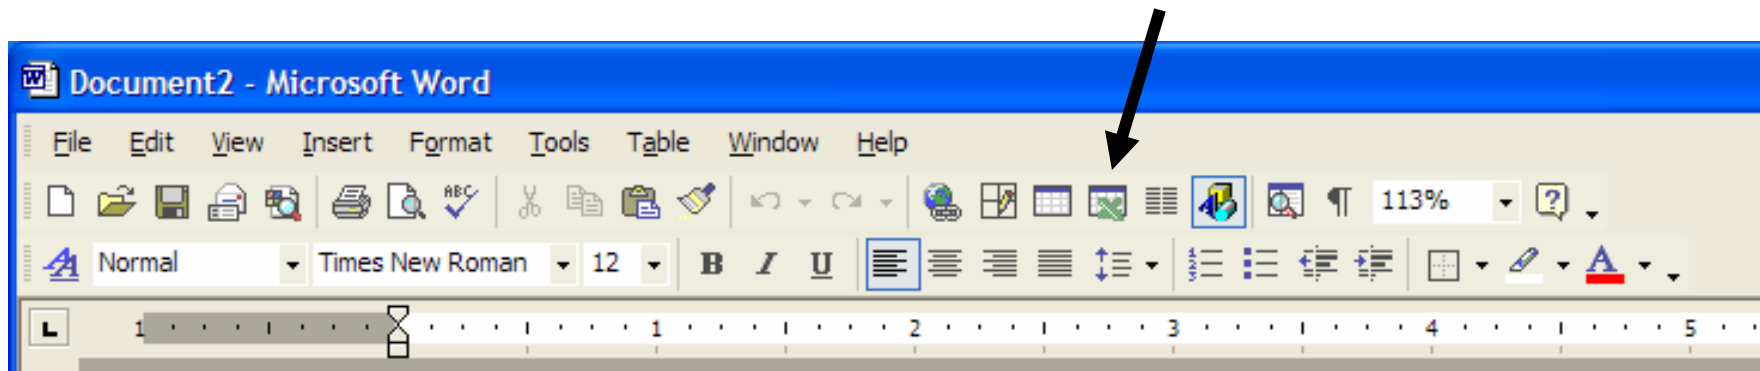 Document2 - Microsoft Word
File Edit View Insert Format Tools Table Window Help
ABC 113%
Normal Times New Roman 12 B I U A
L 1 1 2 3 4 5